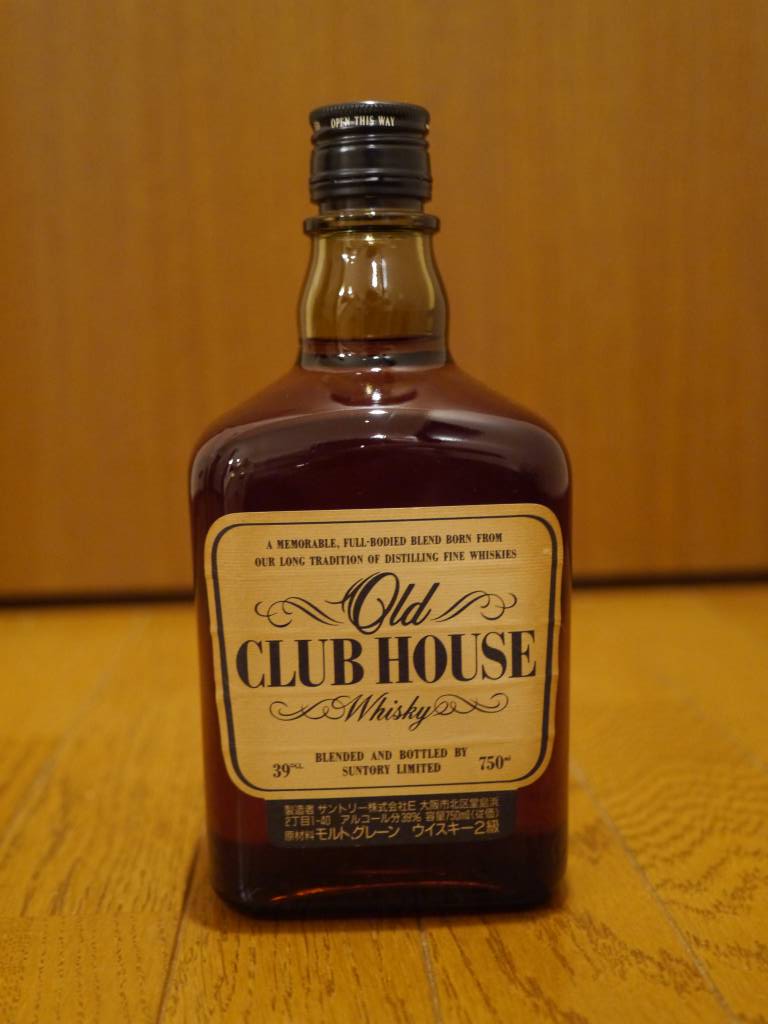 OPEN THIS WAY
A MEMORABLE, FULL-BODIED BLEND BORN FROM
OUR LONG TRADITION OF DISTILLING FINE WHISKIES
Old
CLUB HOUSE
Whisky
39%ALC. BLENDED AND BOTTLED BY 750ml
SUNTORY LIMITED
製造者 サントリー株式会社E 大阪市北区堂島浜
2丁目1-40 アルコール分39% 容量750ml(従価)
原材料モルト,グレーン ウイスキー2級